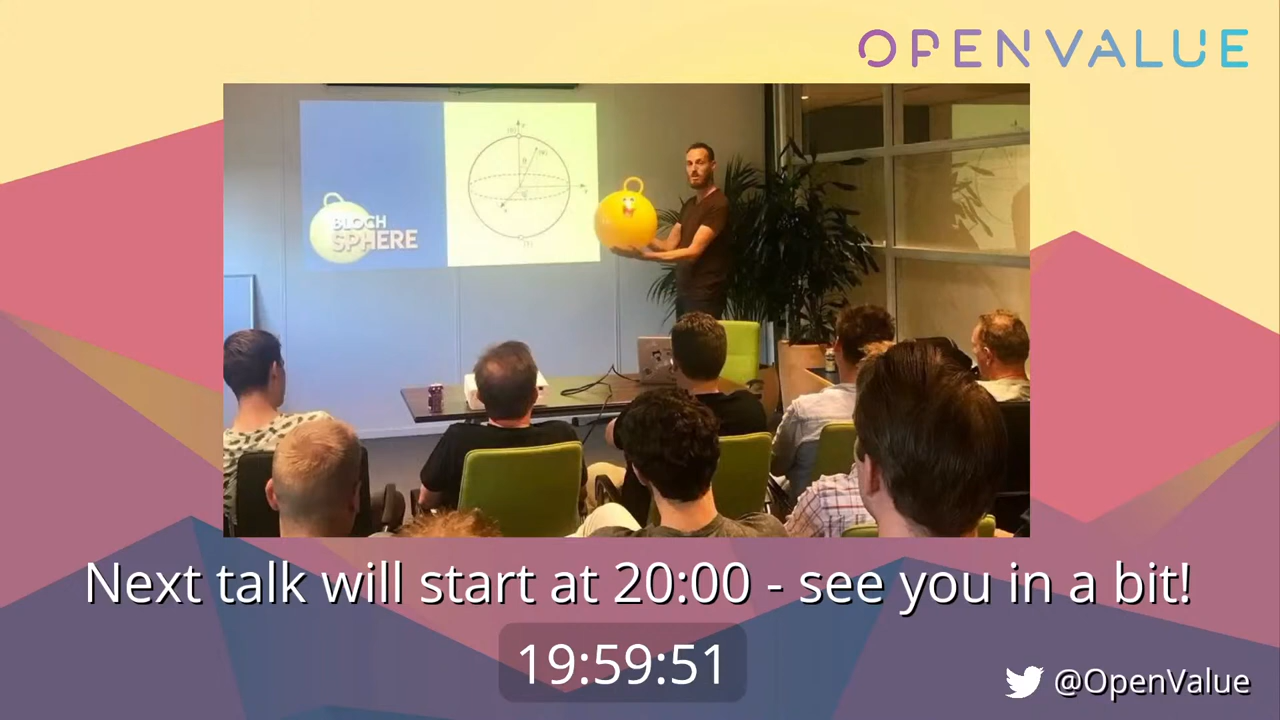 OPENVALUE
BLOCH
SPHERE
Next talk will start at 20:00 - see you in a bit!
19:59:51
@OpenValue